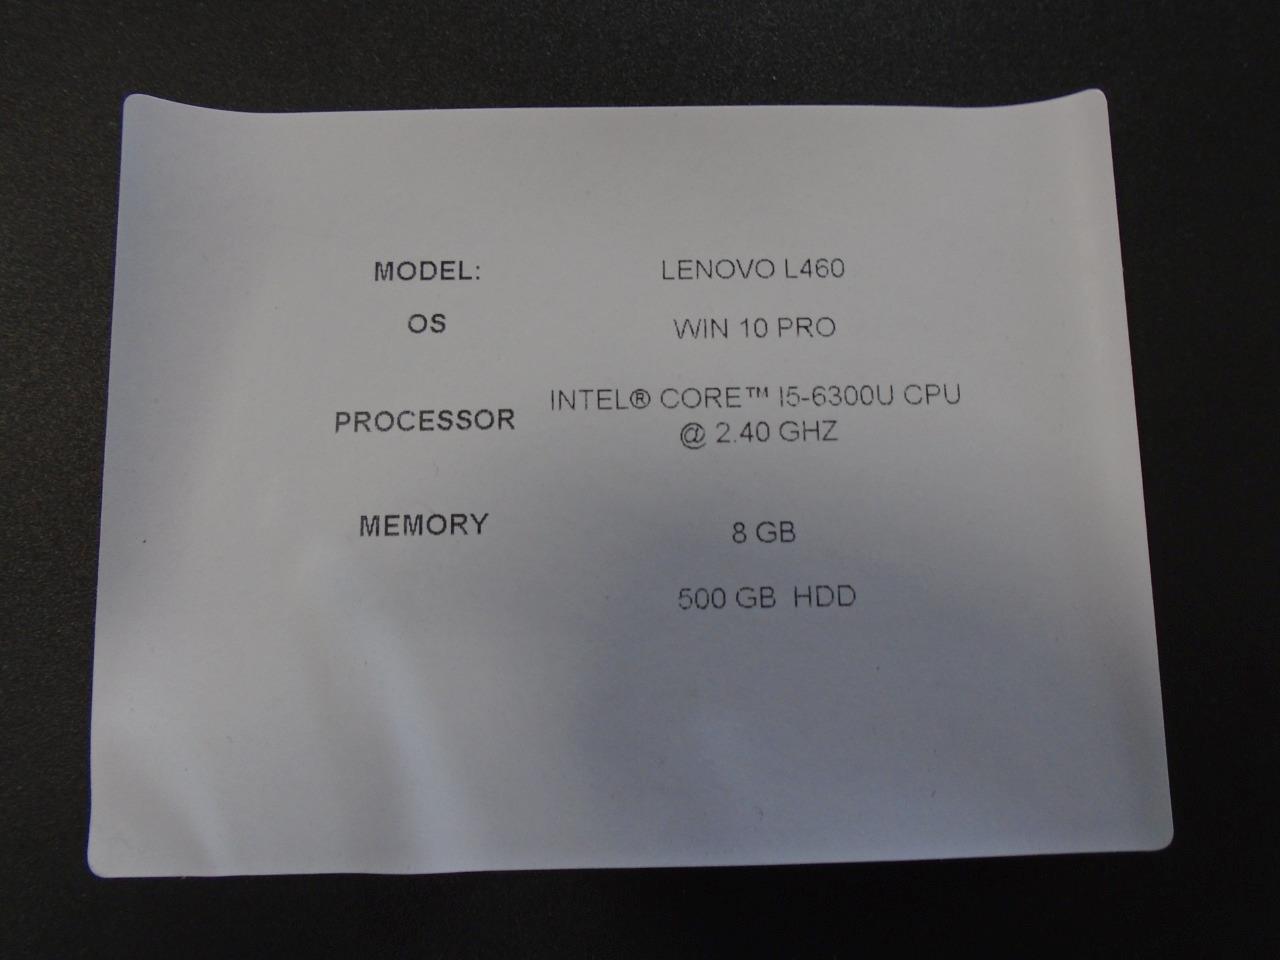 MODEL: LENOVO L460
OS WIN 10 PRO
PROCESSOR INTEL® CORE™ I5-6300U CPU
@ 2.40 GHZ
MEMORY 8 GB
500 GB HDD